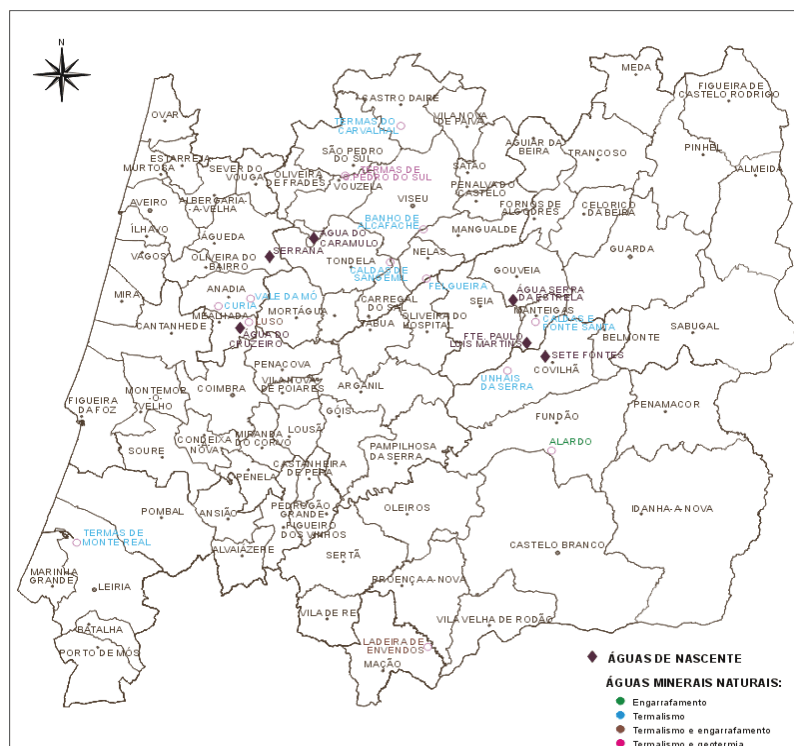 N
MEDA
FIGUEIRA DE
CASTELO RODRIGO
CASTRO DAIRE
OVAR
VILA NOVA
DE PAIVA
TERMAS DO
CARVALHAL
AGUIAR DA
BEIRA
TRANCOSO
PINHEL
SÃO PEDRO
DO SUL
ESTARREJA
MURTOSA
SEVER DO
VOUGA
OLIVEIRA
DE FRADES
TERMAS DE
S.PEDRO DO SUL
VOUZELA
SATÃO
ALMEIDA
PENALVA DO
CASTELO
ALBERGARIA-
-A-VELHA
AVEIRO
VISEU
FORNOS DE
ALGODRES
CELORICO
DA BEIRA
BANHO DE
ALCAFACHE
MANGUALDE
ÍLHAVO
ÁGUEDA
ÁGUA DO
CARAMULO
VAGOS
OLIVEIRA DO
BAIRRO
SERRANA
TONDELA
NELAS
GUARDA
CALDAS DE
SANGEMIL
FELGUEIRA
GOUVEIA
MIRA
ANADIA
VALE DA MÓ
CURIA
ÁGUA SERRA
DA ESTRELA
SEIA
MANTEIGAS
CARREGAL
DO SAL
MORTÁGUA
MEALHADA
LUSO
CANTANHEDE
ÁGUA DO
CRUZEIRO
TÁBUA
OLIVEIRA DO
HOSPITAL
CALDAS E
FONTE SANTA
FTE. PAULO
LUIS MARTINS
BELMONTE
SABUGAL
SETE FONTES
COVILHÃ
PENACOVA
UNHAIS
DA SERRA
VILA NOVA
DE POIARES
ARGANIL
COIMBRA
MONTEMOR
-O-
VELHO
FIGUEIRA
DA FOZ
GÓIS
FUNDÃO
PENAMACOR
LOUSÃ
MIRANDA
DO CORVO
CONDEIXA
NOVA
SOURE
PAMPILHOSA
DA SERRA
ALARDO
CASTANHEIRA
DE PERA
PENELA
PEDROGÃO
GRANDE
OLEIROS
IDANHA-A-NOVA
POMBAL
ANSIÃO
FIGUEIRO
DOS VINHOS
TERMAS DE
MONTE REAL
ALVAIÁZERE
SERTÃ
CASTELO BRANCO
MARINHA
GRANDE
LEIRIA
PROENÇA-A-NOVA
VILA DE REI
VILA VELHA DE RODÃO
BATALHA
PORTO DE MÓS
LADEIRA DE
ENVENDOS
MAÇÃO
ÁGUAS DE NASCENTE
ÁGUAS MINERAIS NATURAIS:
Engarrafamento
Termalismo
Termalismo e engarrafamento
Termalismo e geotermia